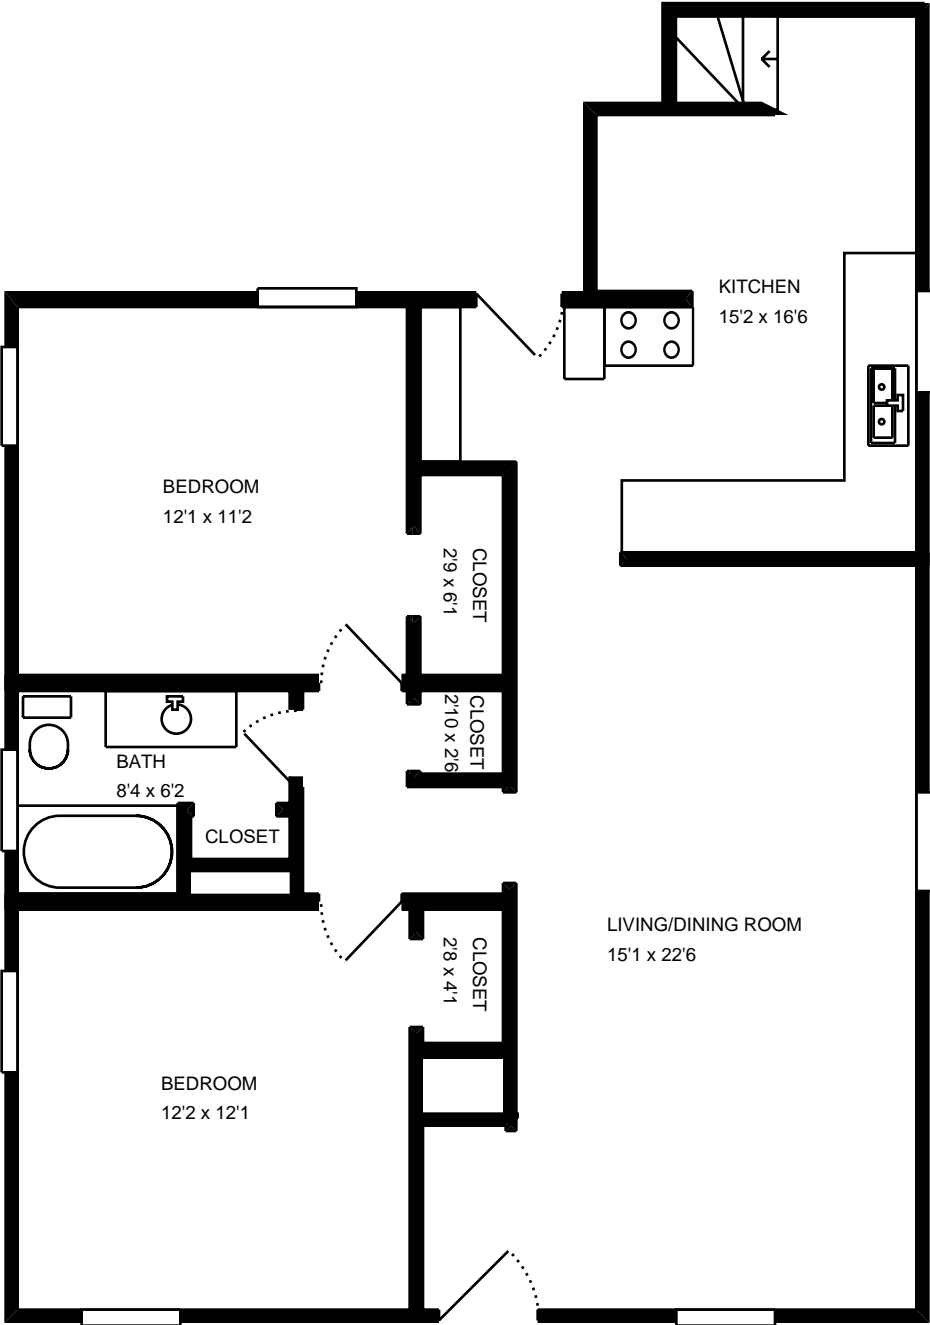 KITCHEN
15'2 x 16'6
BEDROOM
12'1 x 11'2
CLOSET
2'9 x 6'1
CLOSET
2'10 x 2'6
BATH
8'4 x 6'2
CLOSET
LIVING/DINING ROOM
15'1 x 22'6
CLOSET
2'8 x 4'1
BEDROOM
12'2 x 12'1